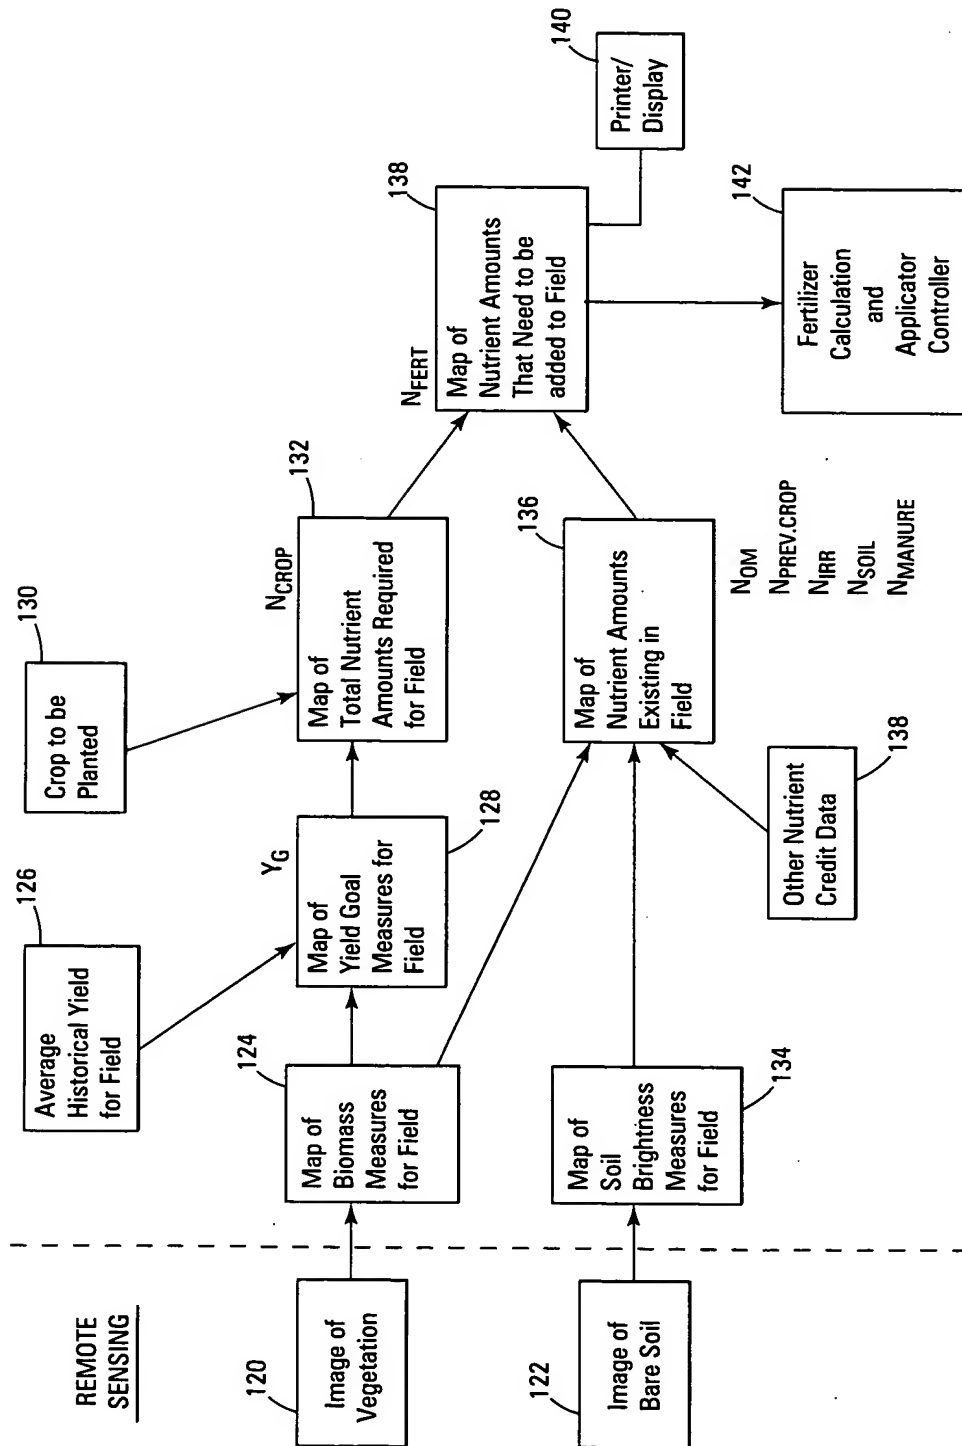 REMOTE
SENSING
120
Image of
Vegetation
122
Image of
Bare Soil
124
Map of
Biomass
Measures
for Field
134
Map of
Soil
Brightness
Measures
for Field
126
Average
Historical Yield
for Field
Y_G
Map of
Yield Goal
Measures for
Field
128
130
Crop to be
Planted
N_CROP
132
Map of
Total Nutrient
Amounts Required
for Field
136
Map of
Nutrient Amounts
Existing in
Field
Other Nutrient
Credit Data
138
N_OM
N_PREV.CROP
N_IRR
N_SOIL
N_MANURE
N_FERT
138
Map of
Nutrient Amounts
That Need to be
added to Field
140
Printer/
Display
142
Fertilizer
Calculation
and
Applicator
Controller